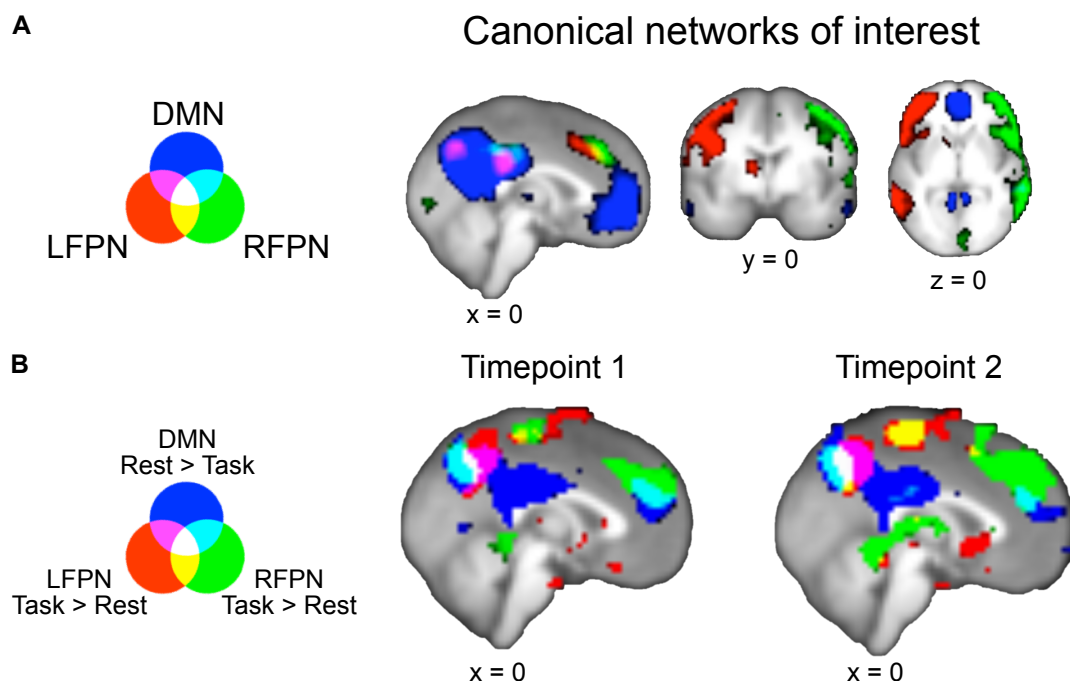 A
Canonical networks of interest
DMN
LFPN
RFPN
x = 0
y = 0
z = 0
B
Timepoint 1
Timepoint 2
DMN
Rest > Task
LFPN
Task > Rest
RFPN
Task > Rest
x = 0
x = 0